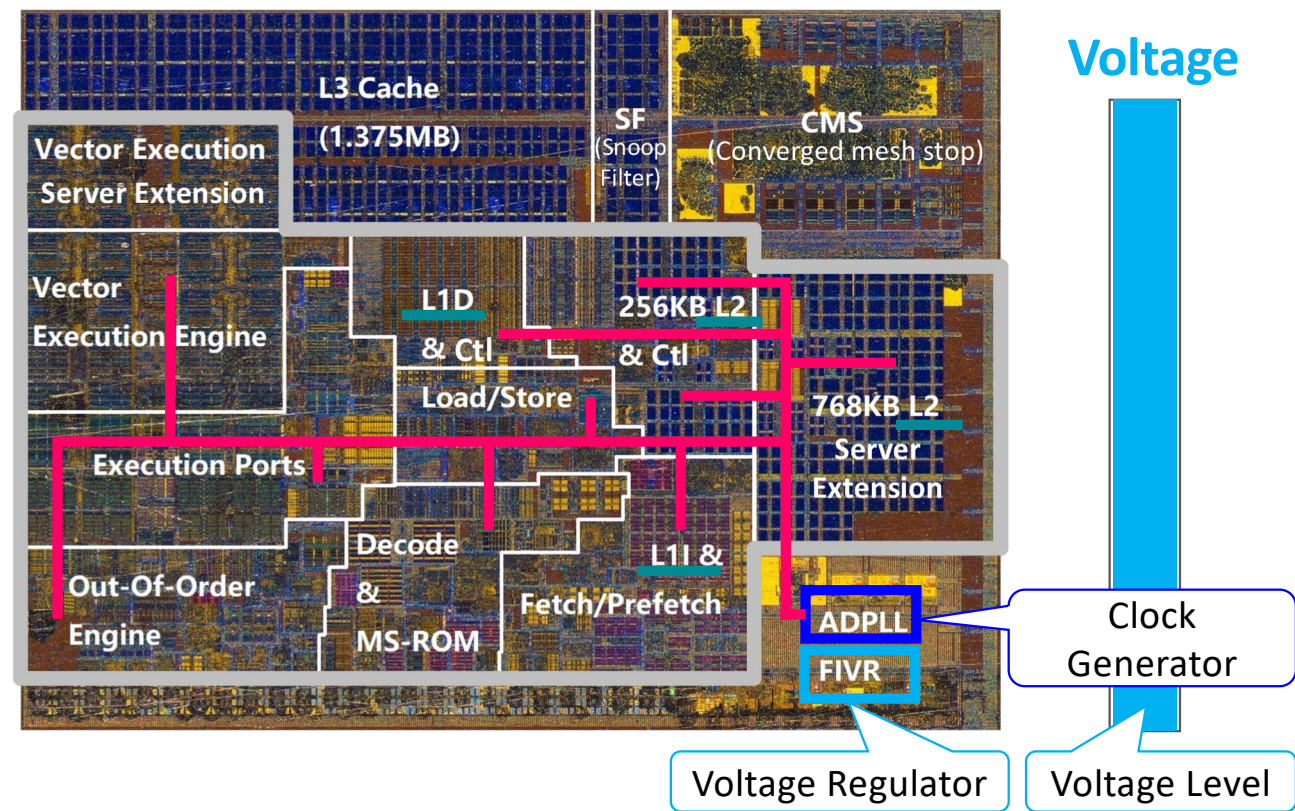 Voltage
L3 Cache
(1.375MB)
SF
(Snoop
Filter)
CMS
(Converged mesh stop)
Vector Execution
Server Extension
Vector
Execution Engine
L1D
& Ctl
256KB L2
& Ctl
Load/Store
768KB L2
Server
Extension
Execution Ports
Out-Of-Order
Engine
Decode
&
MS-ROM
L1I &
Fetch/Prefetch
ADPLL
FIVR
Clock
Generator
Voltage Regulator
Voltage Level